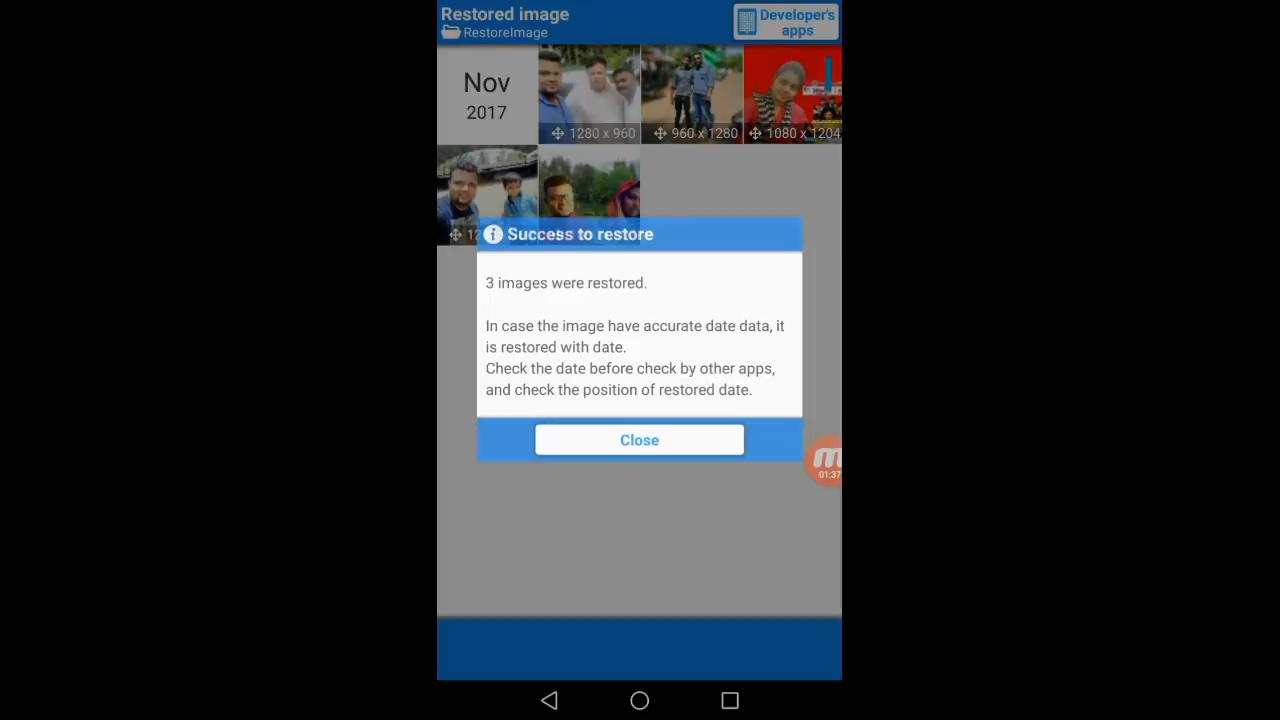 Restored image
RestoreImage
Developer's
apps
Nov
2017
1280 x 960
960 x 1280
1080 x 1204
Success to restore
3 images were restored.
In case the image have accurate date data, it
is restored with date.
Check the date before check by other apps,
and check the position of restored date.
Close
01:37